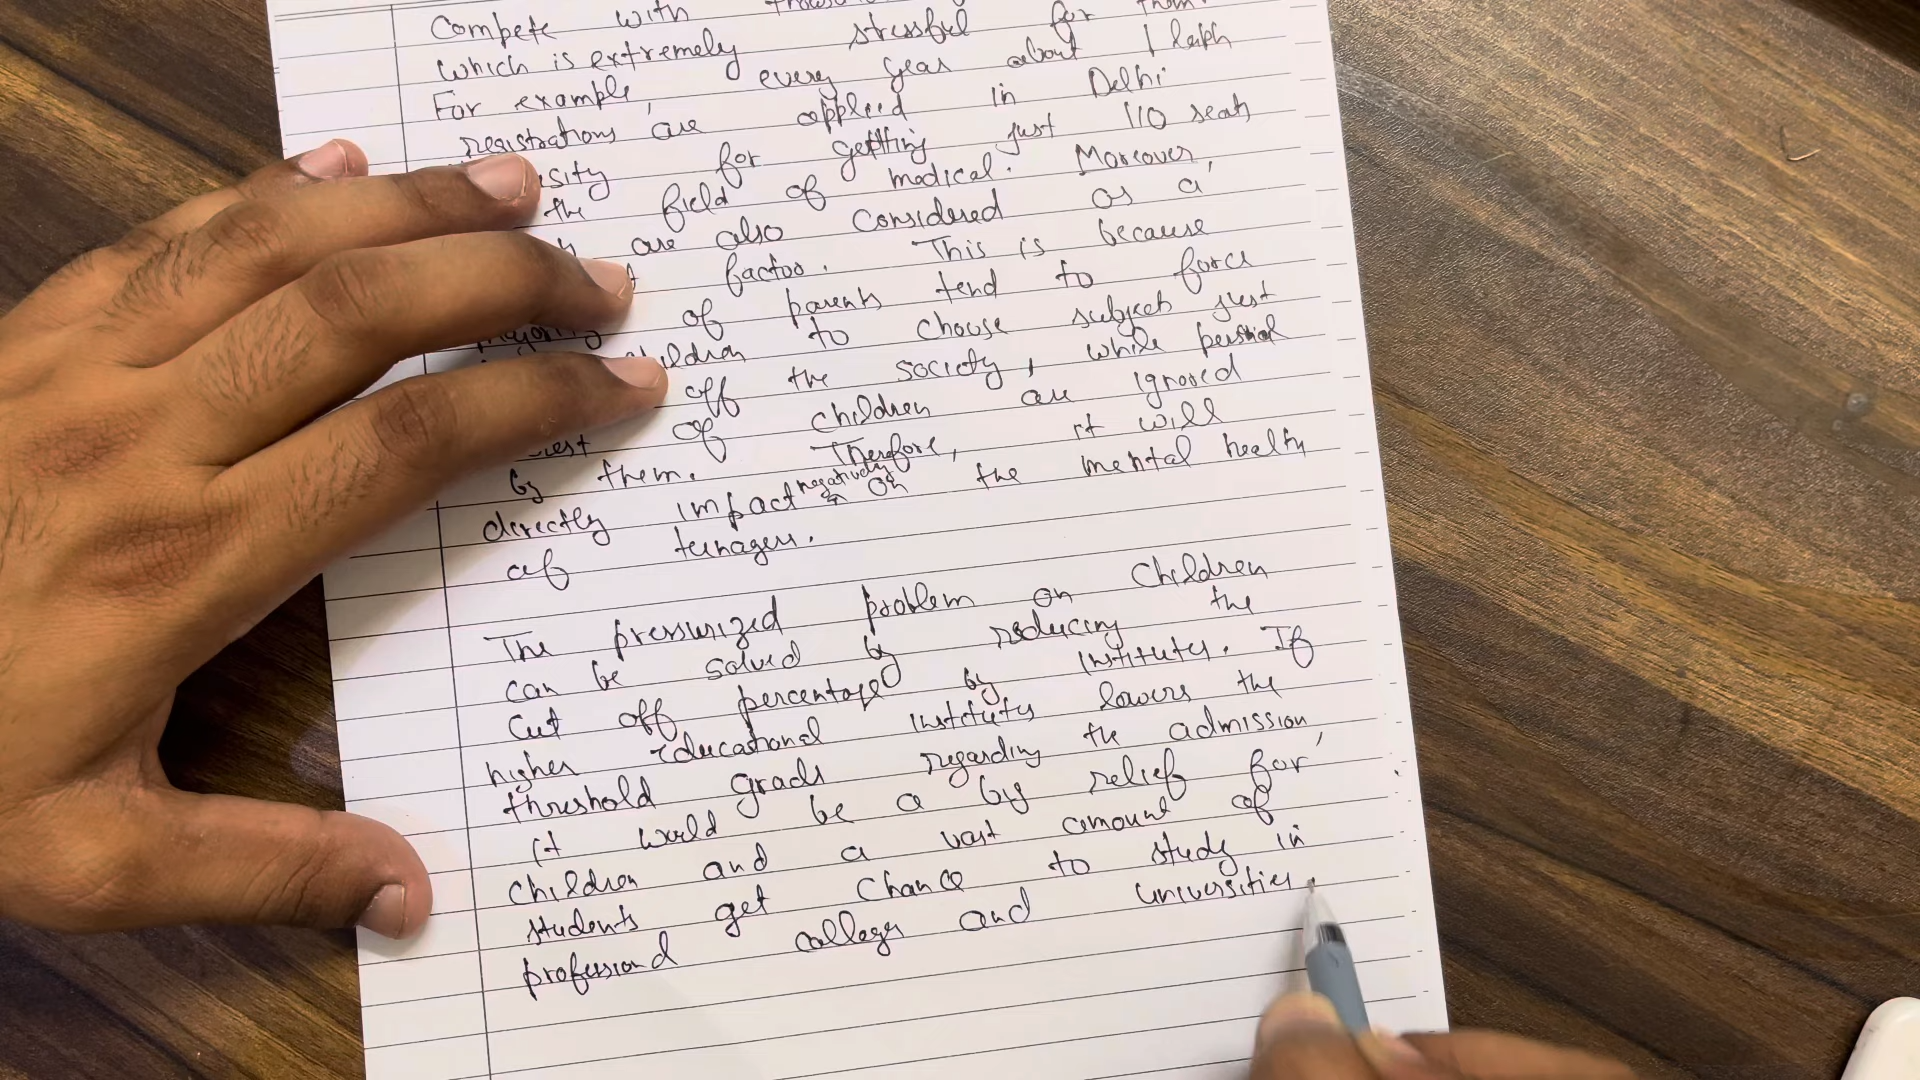 Compete with
which is extremely stressful for them.
For example, every year about 1 lakh
registrations are applied in Delhi
sity for getting just 110 seats
the field of medical. Moreover,
are also considered as a
factor. This is because
majority of parents tend to force
children to choose subjects just
off the society, while personal
of children are ignored
by them. Therefore, it will
directly impact negatively on the mental health
of teenagers.
The pressurized problem on children
can be solved by reducing the
cut off percentage by institutes. If
higher educational institutes lowers the
threshold grads regarding the admission,
it would be a big relief for
children and a vast amount of
students get chance to study in
professional colleges and universities.